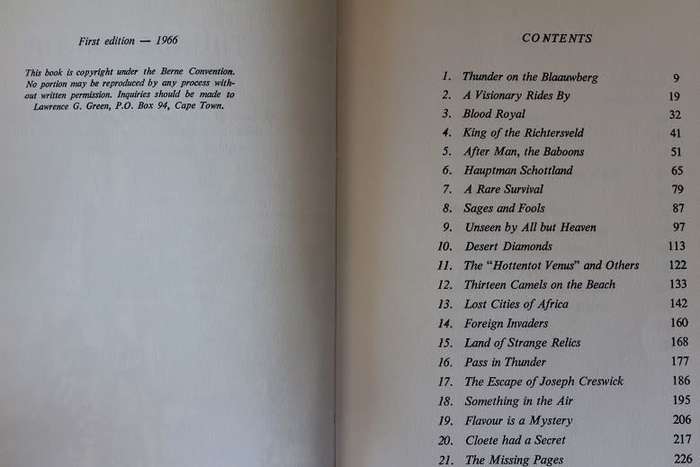 First edition — 1966
This book is copyright under the Berne Convention.
No portion may be reproduced by any process with-
out written permission. Inquiries should be made to
Lawrence G. Green, P.O. Box 94, Cape Town.
CONTENTS
1. Thunder on the Blaauwberg 9
2. A Visionary Rides By 19
3. Blood Royal 32
4. King of the Richtersveld 41
5. After Man, the Baboons 51
6. Hauptman Schottland 65
7. A Rare Survival 79
8. Sages and Fools 87
9. Unseen by All but Heaven 97
10. Desert Diamonds 113
11. The "Hottentot Venus" and Others 122
12. Thirteen Camels on the Beach 133
13. Lost Cities of Africa 142
14. Foreign Invaders 160
15. Land of Strange Relics 168
16. Pass in Thunder 177
17. The Escape of Joseph Creswick 186
18. Something in the Air 195
19. Flavour is a Mystery 206
20. Cloete had a Secret 217
21. The Missing Pages 226